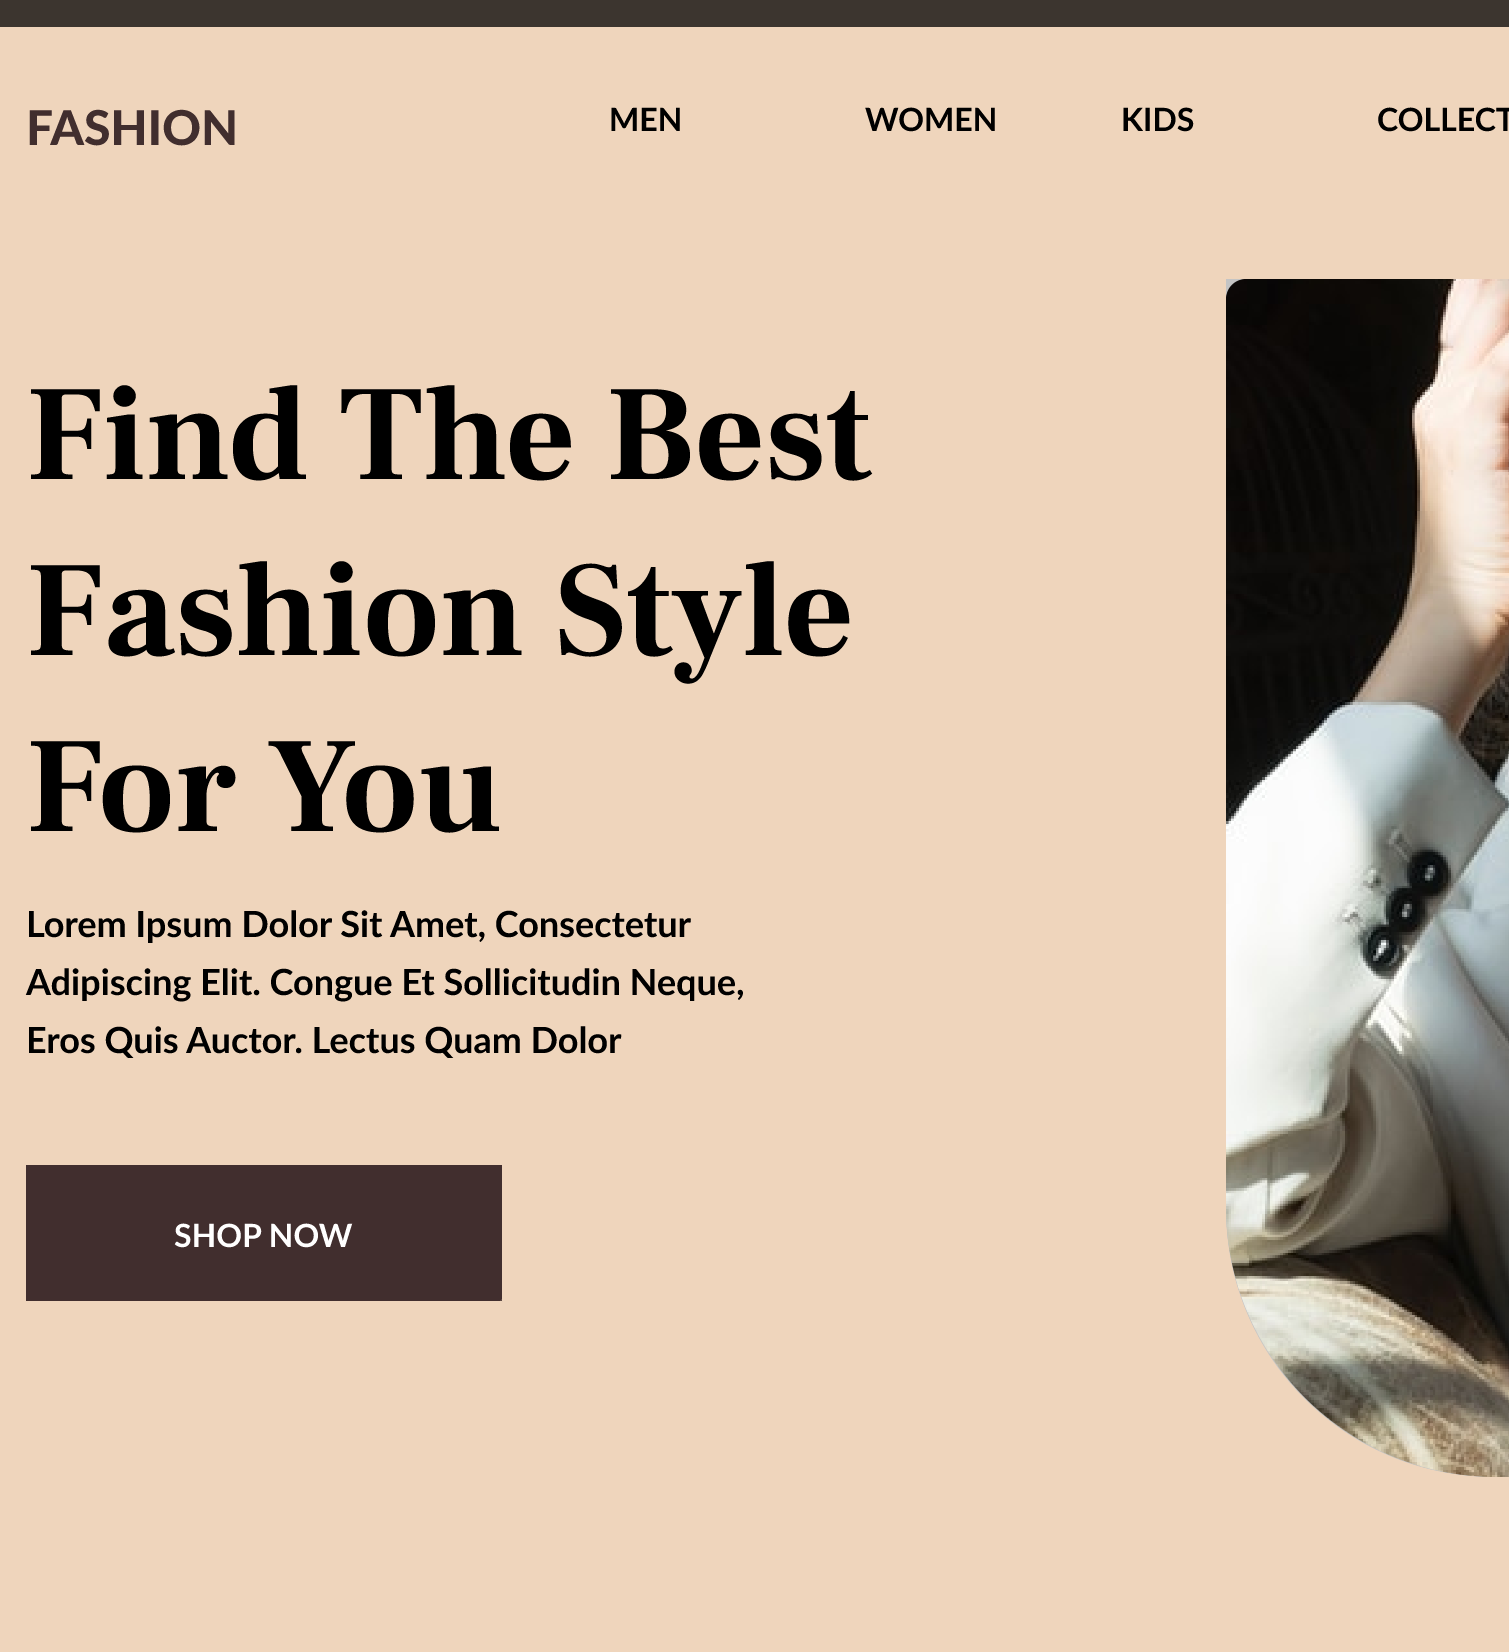 FASHION
MEN WOMEN KIDS COLLECT
Find The Best
Fashion Style
For You
Lorem Ipsum Dolor Sit Amet, Consectetur
Adipiscing Elit. Congue Et Sollicitudin Neque,
Eros Quis Auctor. Lectus Quam Dolor
SHOP NOW